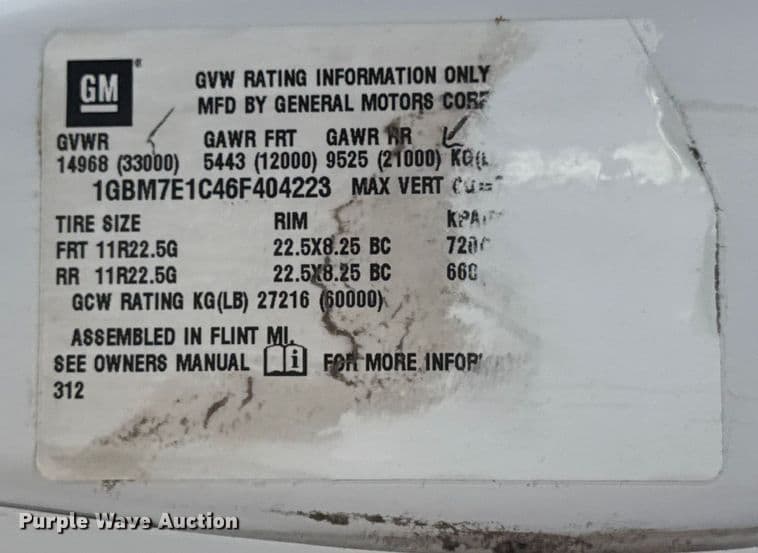 GM
GVW RATING INFORMATION ONLY
MFD BY GENERAL MOTORS
GVWR GAWR FRT GAWR RR
14968 (33000) 5443 (12000) 9525 (21000)
1GBM7E1C46F404223 MAX VERT
TIRE SIZE RIM
FRT 11R22.5G 22.5X8.25 BC
RR 11R22.5G 22.5X8.25 BC
GCW RATING KG(LB) 27216 (60000)
ASSEMBLED IN FLINT MI.
SEE OWNERS MANUAL i FOR MORE
312
Purple Wave Auction